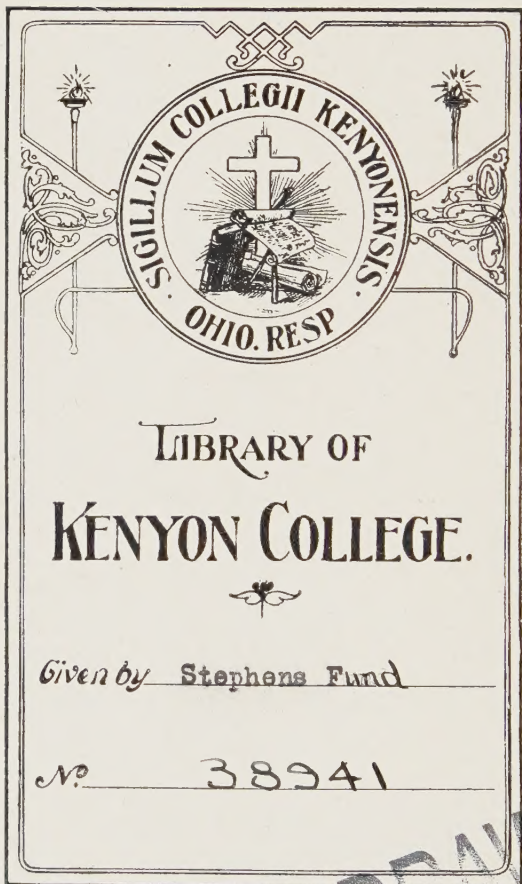 SIGILLUM COLLEGII KENYONENSIS
OHIO. RESP
LIBRARY OF
KENYON COLLEGE.
Given by Stephens Fund
No. 38941